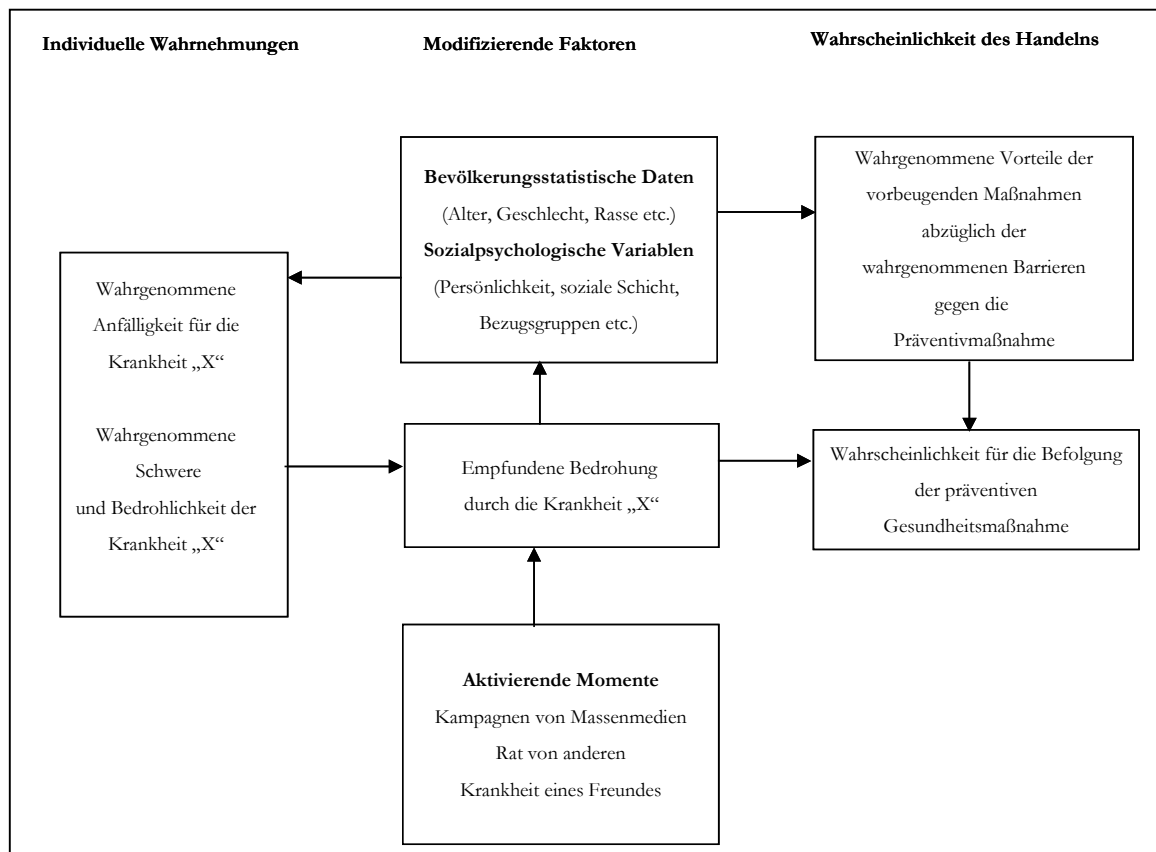 Individuelle Wahrnehmungen
Modifizierende Faktoren
Wahrscheinlichkeit des Handelns
Bevölkerungsstatistische Daten
(Alter, Geschlecht, Rasse etc.)
Sozialpsychologische Variablen
(Persönlichkeit, soziale Schicht,
Bezugsgruppen etc.)
Wahrgenommene Vorteile der
vorbeugenden Maßnahmen
abzüglich der
wahrgenommenen Barrieren
gegen die
Präventivmaßnahme
Wahrgenommene
Anfälligkeit für die
Krankheit „X“
Wahrgenommene
Schwere
und Bedrohlichkeit der
Krankheit „X“
Empfundene Bedrohung
durch die Krankheit „X“
Wahrscheinlichkeit für die Befolgung
der präventiven
Gesundheitsmaßnahme
Aktivierende Momente
Kampagnen von Massenmedien
Rat von anderen
Krankheit eines Freundes